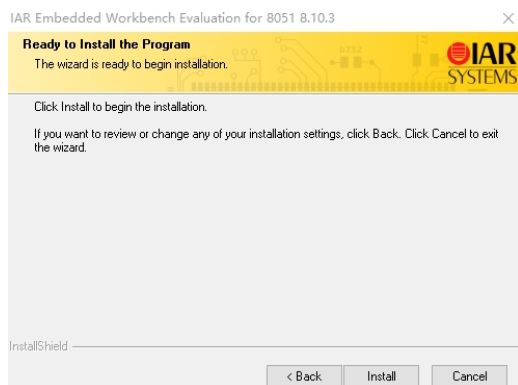 IAR Embedded Workbench Evaluation for 8051 8.10.3
Ready to Install the Program
The wizard is ready to begin installation.
IAR
SYSTEMS
Click Install to begin the installation.
If you want to review or change any of your installation settings, click Back. Click Cancel to exit
the wizard.
InstallShield
< Back
Install
Cancel